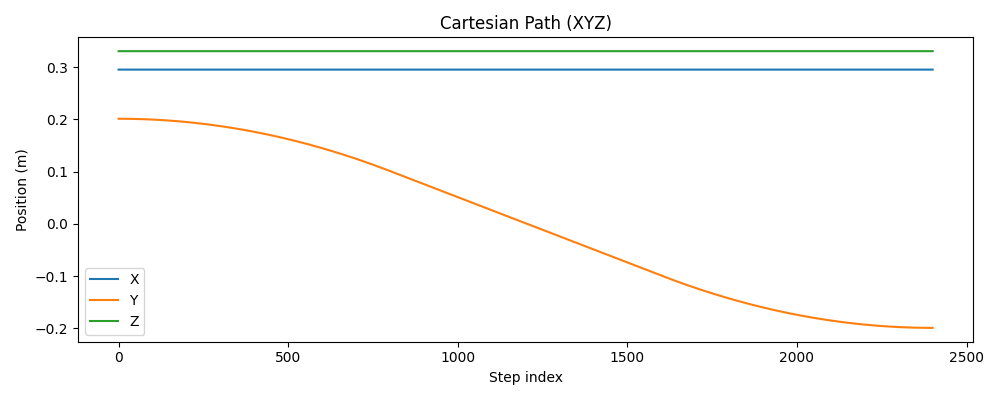 Cartesian Path (XYZ)
Position (m)
0.3
0.2
0.1
0.0
−0.1
−0.2
X
Y
Z
0 500 1000 1500 2000 2500
Step index